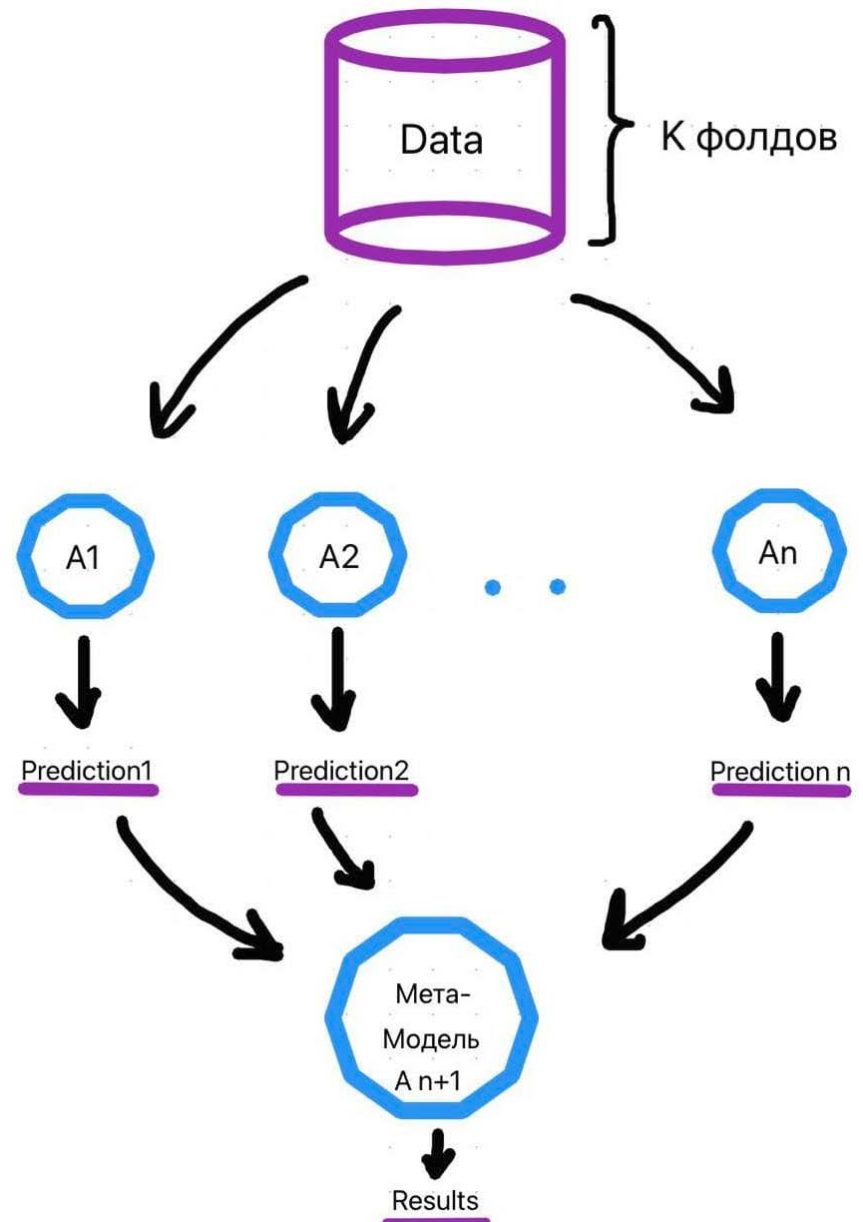 Data
К фолдов
A1
A2
An
Prediction1
Prediction2
Prediction n
Мета-
Модель
A n+1
Results